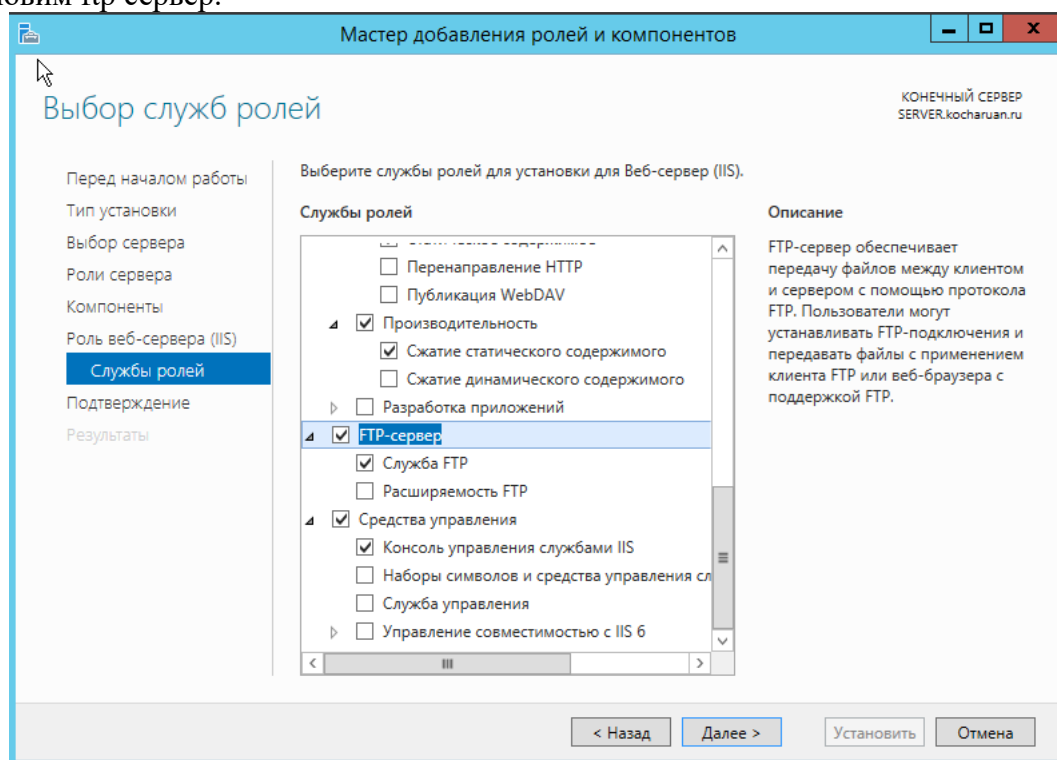 ftp сервер.
Мастер добавления ролей и компонентов
Выбор служб ролей
КОНЕЧНЫЙ СЕРВЕР
SERVER.kocharuan.ru
Перед началом работы
Тип установки
Выбор сервера
Роли сервера
Компоненты
Роль веб-сервера (IIS)
Службы ролей
Подтверждение
Результаты
Выберите службы ролей для установки для Веб-сервер (IIS).
Службы ролей
Перенаправление HTTP
Публикация WebDAV
Производительность
Сжатие статического содержимого
Сжатие динамического содержимого
Разработка приложений
FTP-сервер
Служба FTP
Расширяемость FTP
Средства управления
Консоль управления службами IIS
Наборы символов и средства управления сл
Служба управления
Управление совместимостью с IIS 6
Описание
FTP-сервер обеспечивает
передачу файлов между клиентом
и сервером с помощью протокола
FTP. Пользователи могут
устанавливать FTP-подключения и
передавать файлы с применением
клиента FTP или веб-браузера с
поддержкой FTP.
< Назад
Далее >
Установить
Отмена